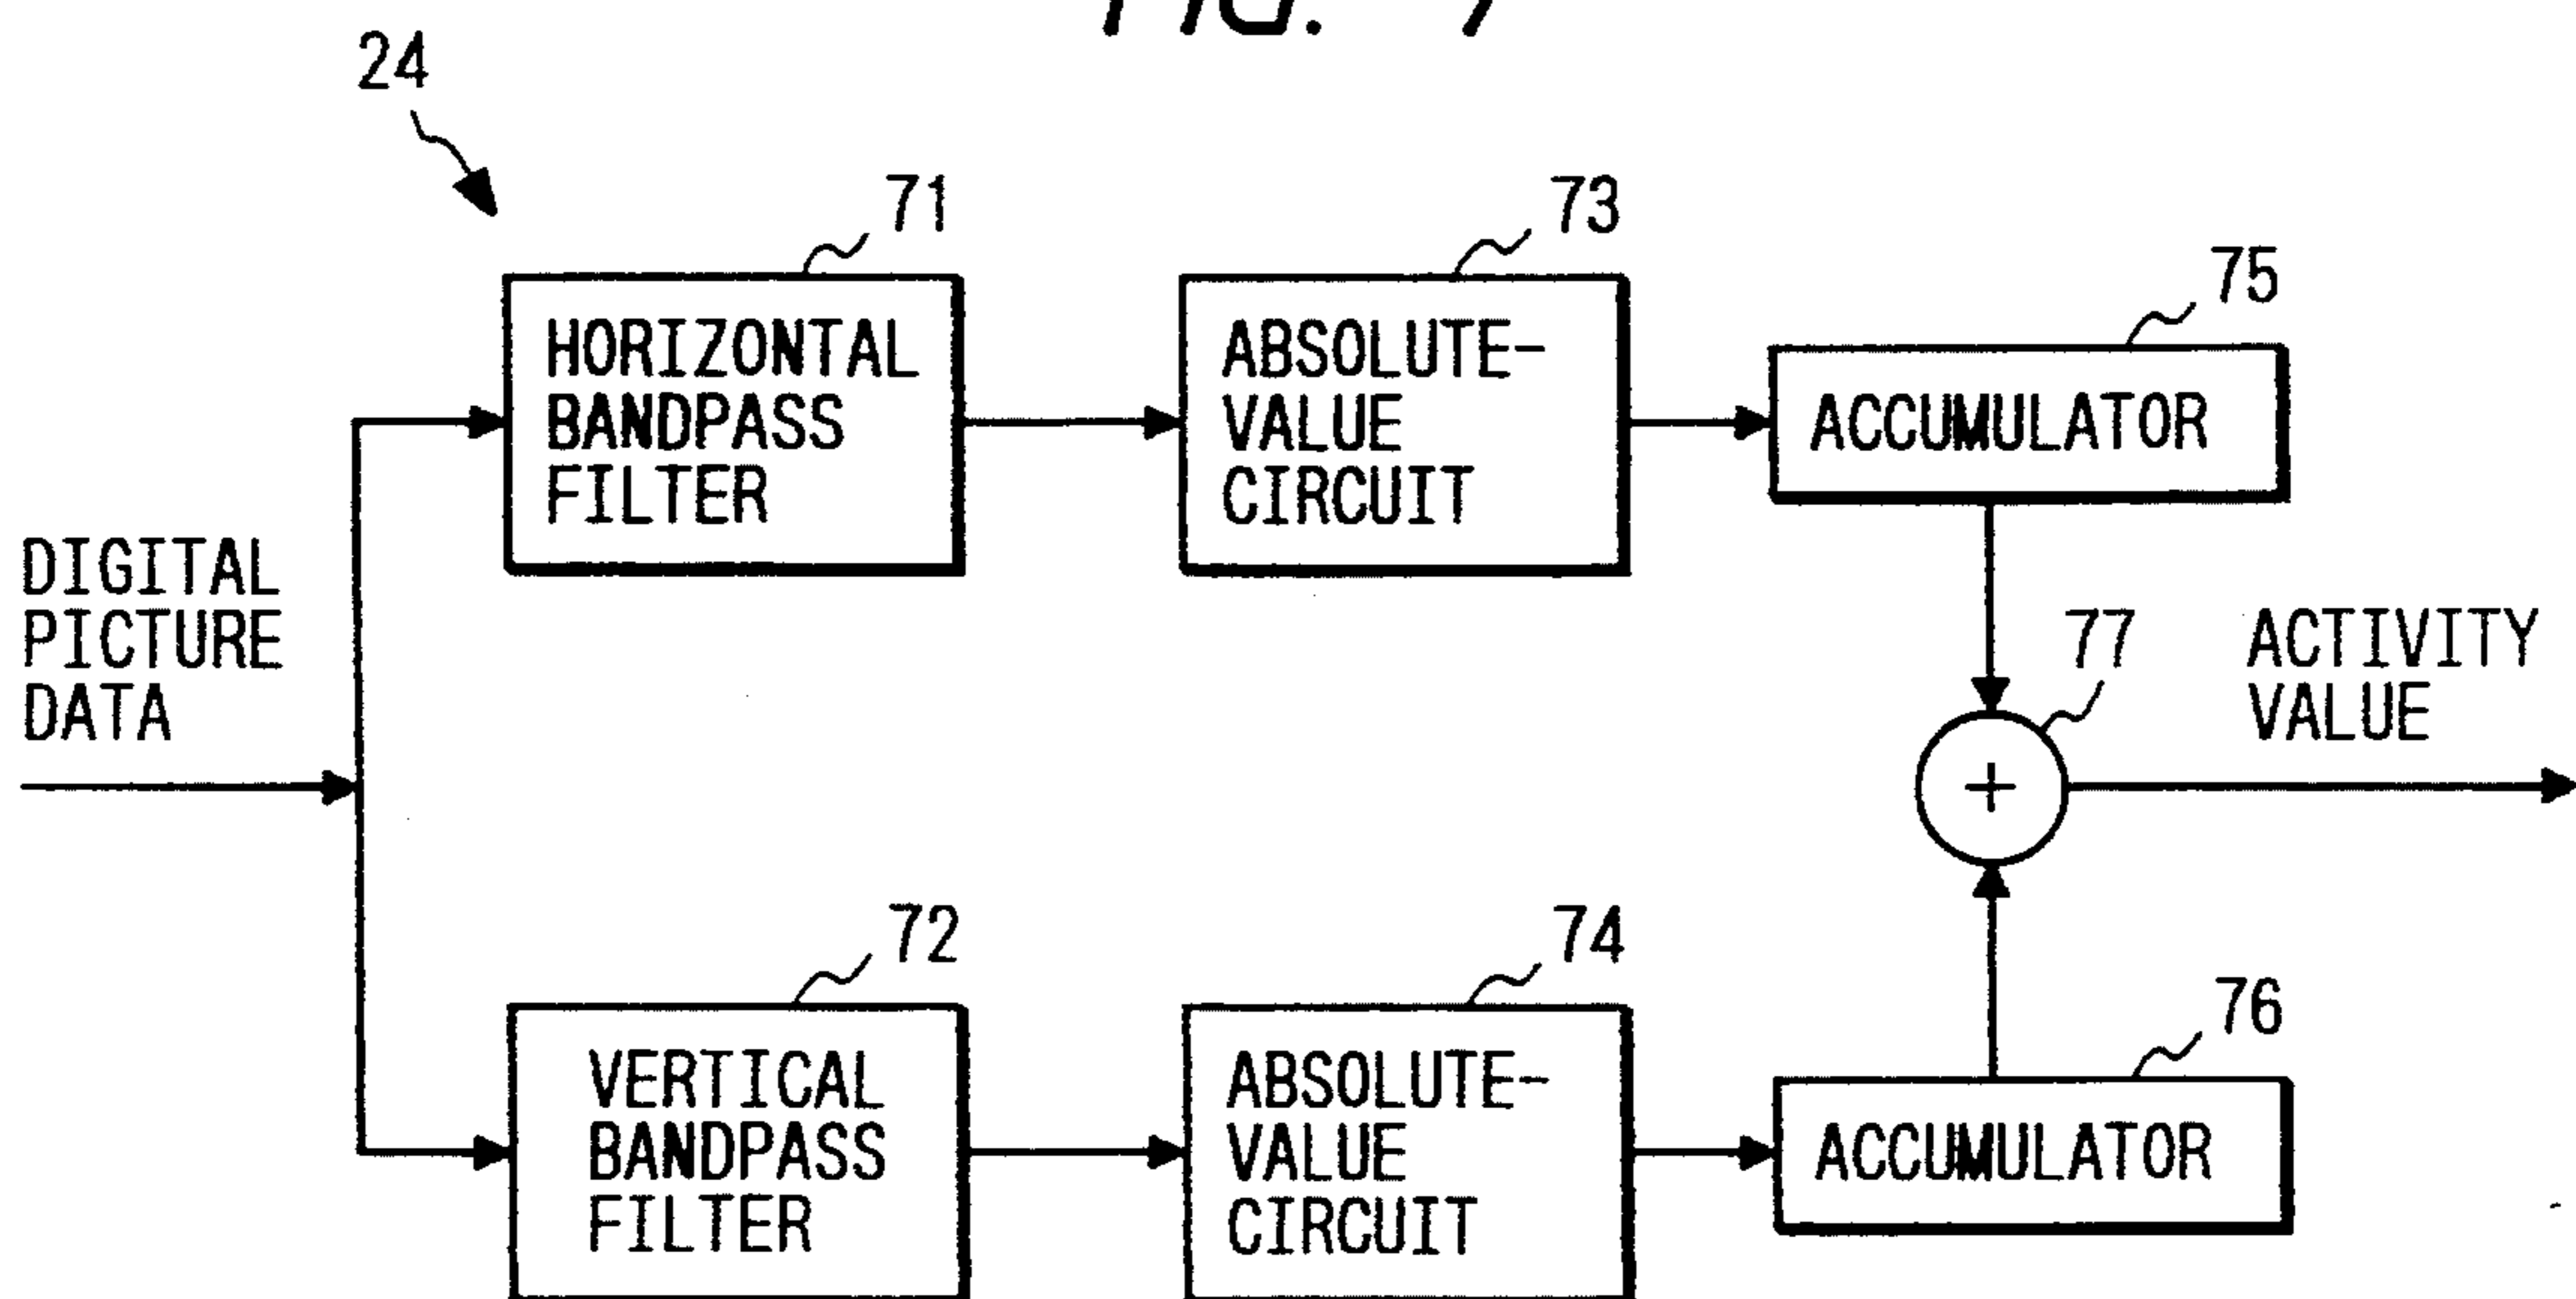 FIG.
24
71
73
75
HORIZONTAL
BANDPASS
FILTER
ABSOLUTE-
VALUE
CIRCUIT
ACCUMULATOR
DIGITAL
PICTURE
DATA
77
ACTIVITY
VALUE
+
72
74
76
VERTICAL
BANDPASS
FILTER
ABSOLUTE-
VALUE
CIRCUIT
ACCUMULATOR